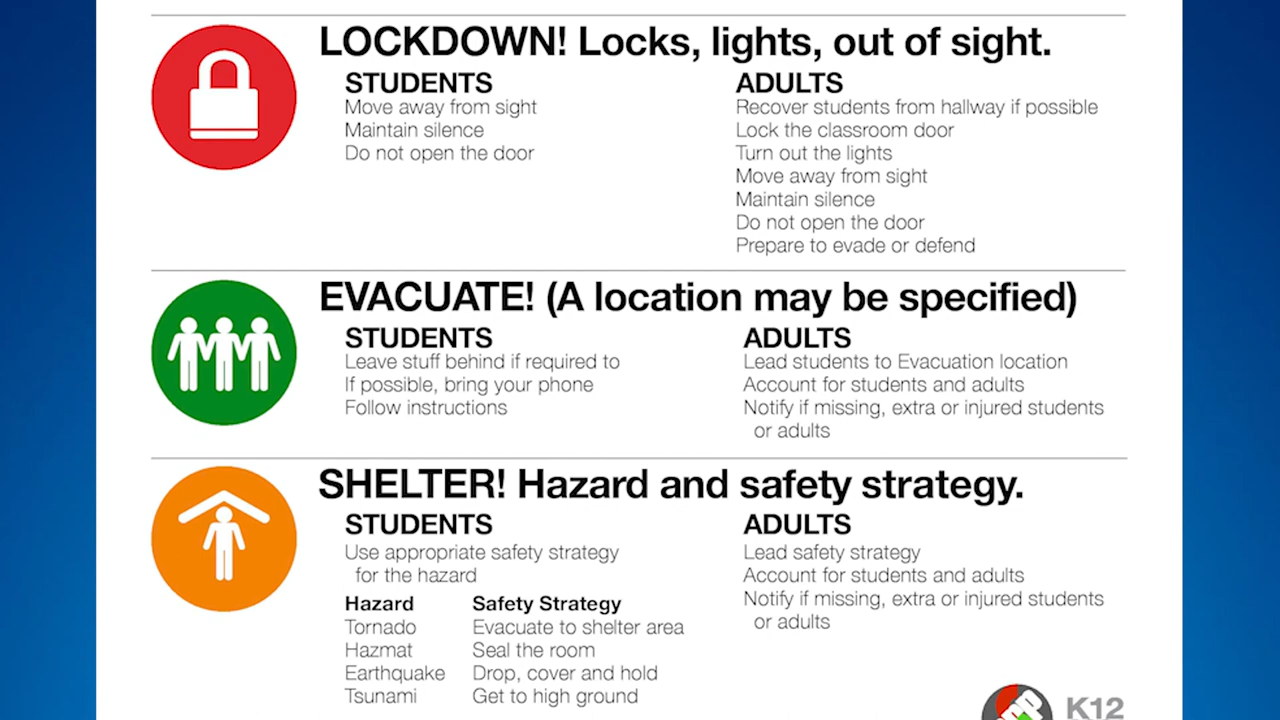 LOCKDOWN! Locks, lights, out of sight.
STUDENTS
Move away from sight
Maintain silence
Do not open the door
ADULTS
Recover students from hallway if possible
Lock the classroom door
Turn out the lights
Move away from sight
Maintain silence
Do not open the door
Prepare to evade or defend
EVACUATE! (A location may be specified)
STUDENTS
Leave stuff behind if required to
If possible, bring your phone
Follow instructions
ADULTS
Lead students to Evacuation location
Account for students and adults
Notify if missing, extra or injured students
or adults
SHELTER! Hazard and safety strategy.
STUDENTS
Use appropriate safety strategy
for the hazard
Hazard Safety Strategy
Tornado Evacuate to shelter area
Hazmat Seal the room
Earthquake Drop, cover and hold
Tsunami Get to high ground
ADULTS
Lead safety strategy
Account for students and adults
Notify if missing, extra or injured students
or adults
K12